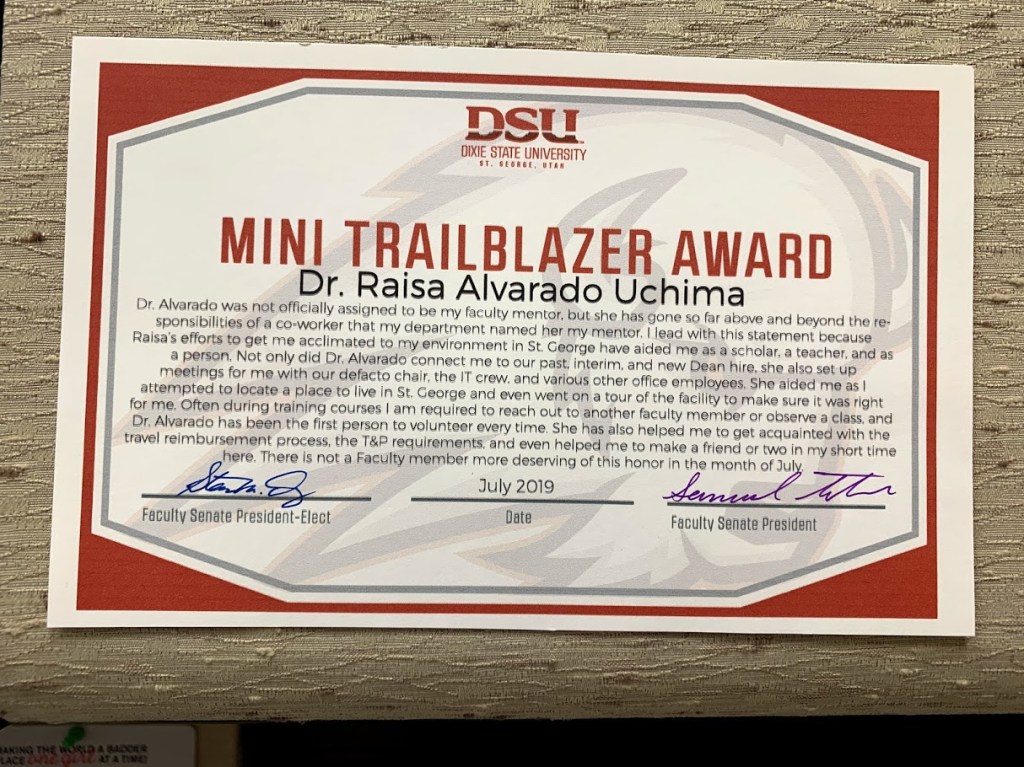 DSU
DIXIE STATE UNIVERSITY
ST. GEORGE, UTAH
MINI TRAILBLAZER AWARD
Dr. Raisa Alvarado Uchima
Dr. Alvarado was not officially assigned to be my faculty mentor, but she has gone so far above and beyond the re-
sponsibilities of a co-worker that my department named her my mentor. I lead with this statement because
Raisa's efforts to get me acclimated to my environment in St. George have aided me as a scholar, a teacher, and as
a person. Not only did Dr. Alvarado connect me to our past, interim, and new Dean hire, she also set up
meetings for me with our defacto chair, the IT crew, and various other office employees. She aided me as I
attempted to locate a place to live in St. George and even went on a tour of the facility to make sure it was right
for me. Often during training courses I am required to reach out to another faculty member or observe a class, and
Dr. Alvarado has been the first person to volunteer every time. She has also helped me to get acquainted with the
travel reimbursement process, the T&P requirements, and even helped me to make a friend or two in my short time
here. There is not a Faculty member more deserving of this honor in the month of July.
July 2019
Faculty Senate President-Elect
Date
Samuel
Faculty Senate President
MAKING THE WORLD A BADDER
PLACE one girl AT A TIME!